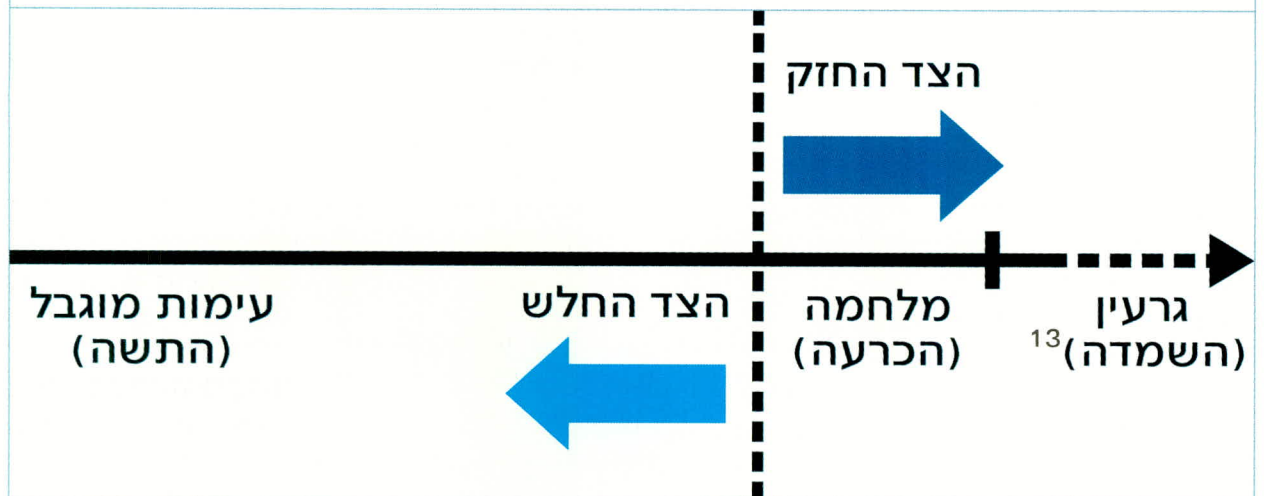 הצד החזק
גרעין
(השמדה)13
מלחמה
(הכרעה)
הצד החלש
עימות מוגבל
(התשה)